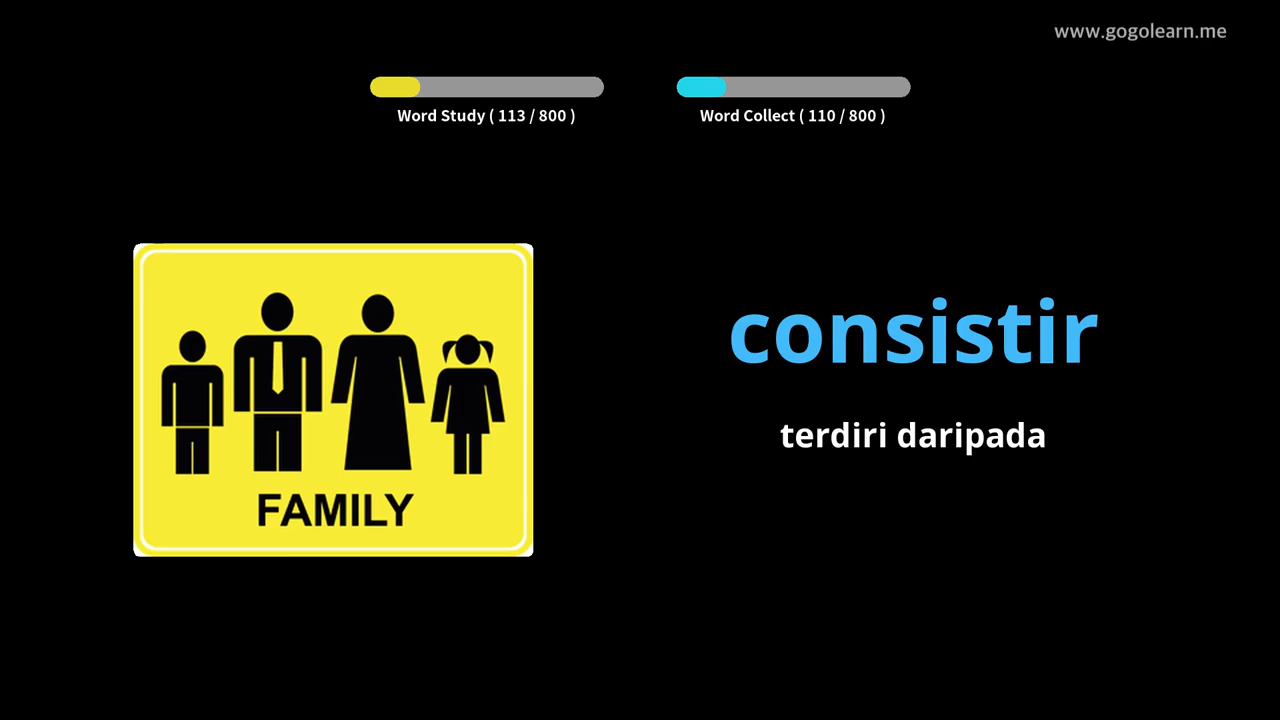 www.gogolearn.me
Word Study ( 113 / 800 )
Word Collect ( 110 / 800 )
consistir
terdiri daripada
FAMILY